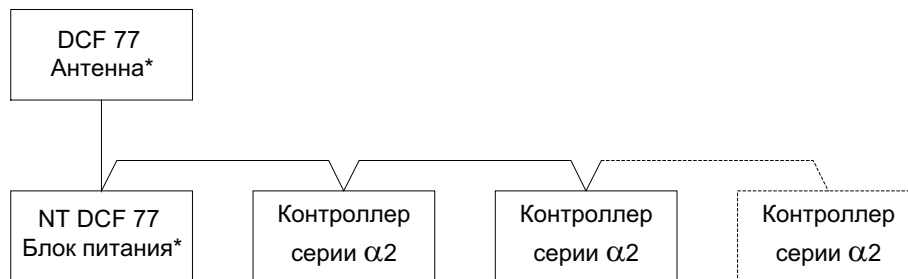 DCF 77
Антенна*
NT DCF 77
Блок питания*
Контроллер
серии α2
Контроллер
серии α2
Контроллер
серии α2